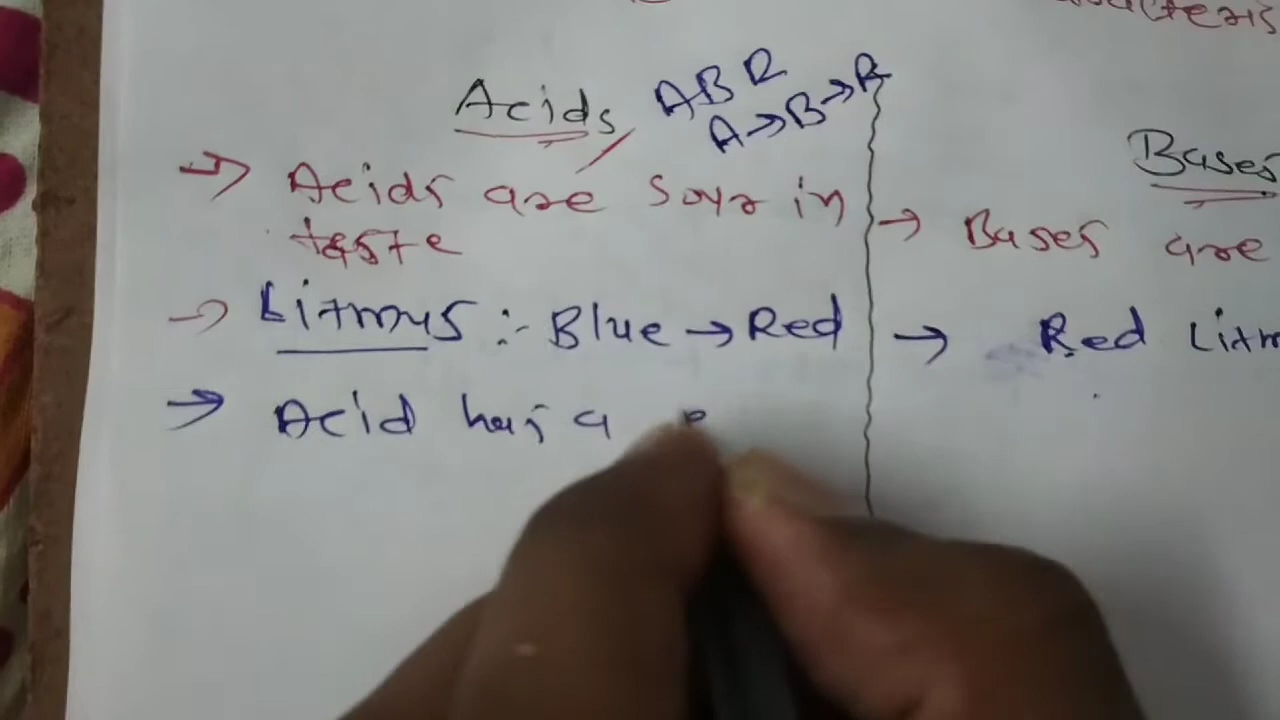 Acids ABR
A→B→R
Bases
→ Acids are sour in
taste
→ Bases are
→ Litmus :- Blue → Red
→ Red Litm
→ Acid has a